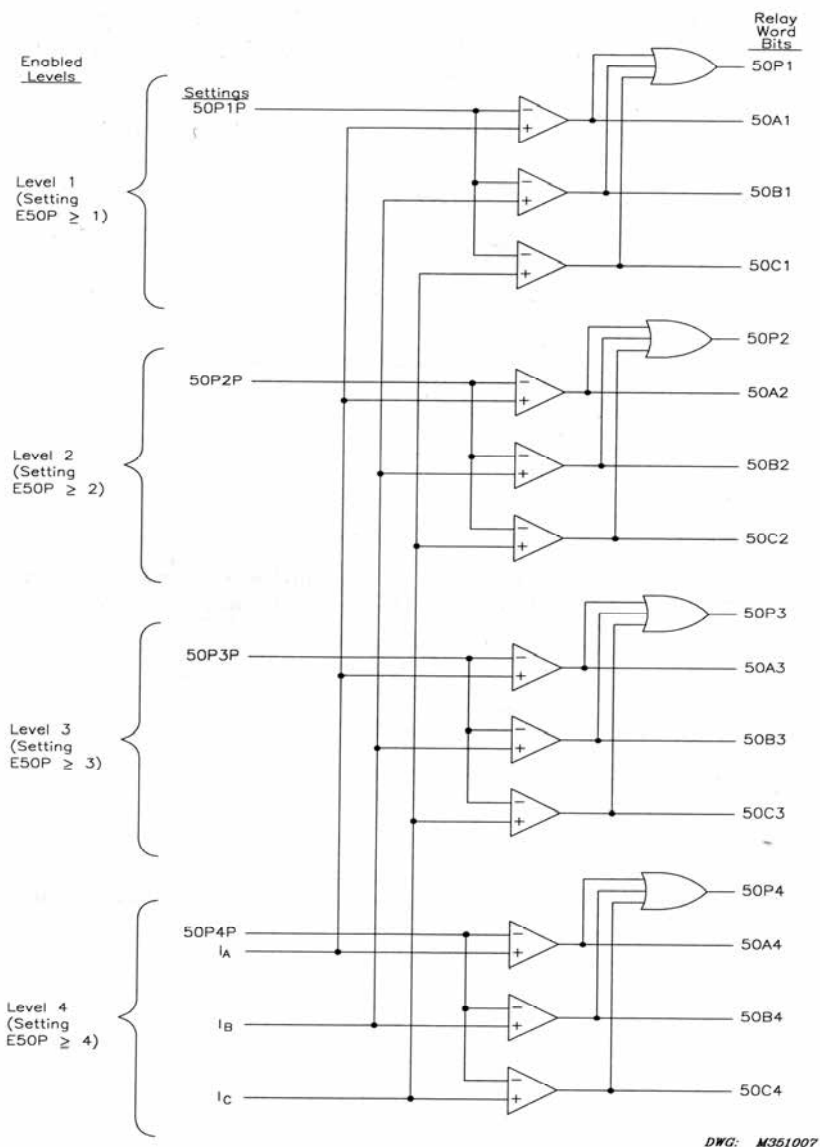 Enabled
Levels
Relay
Word
Bits
Settings
50P1P
50P1
50A1
Level 1
(Setting
E50P ≥ 1)
50B1
50C1
50P2
50P2P
50A2
Level 2
(Setting
E50P ≥ 2)
50B2
50C2
50P3
50P3P
50A3
Level 3
(Setting
E50P ≥ 3)
50B3
50C3
50P4
50P4P
IA
50A4
Level 4
(Setting
E50P ≥ 4)
IB
50B4
IC
50C4
DWG: M351007